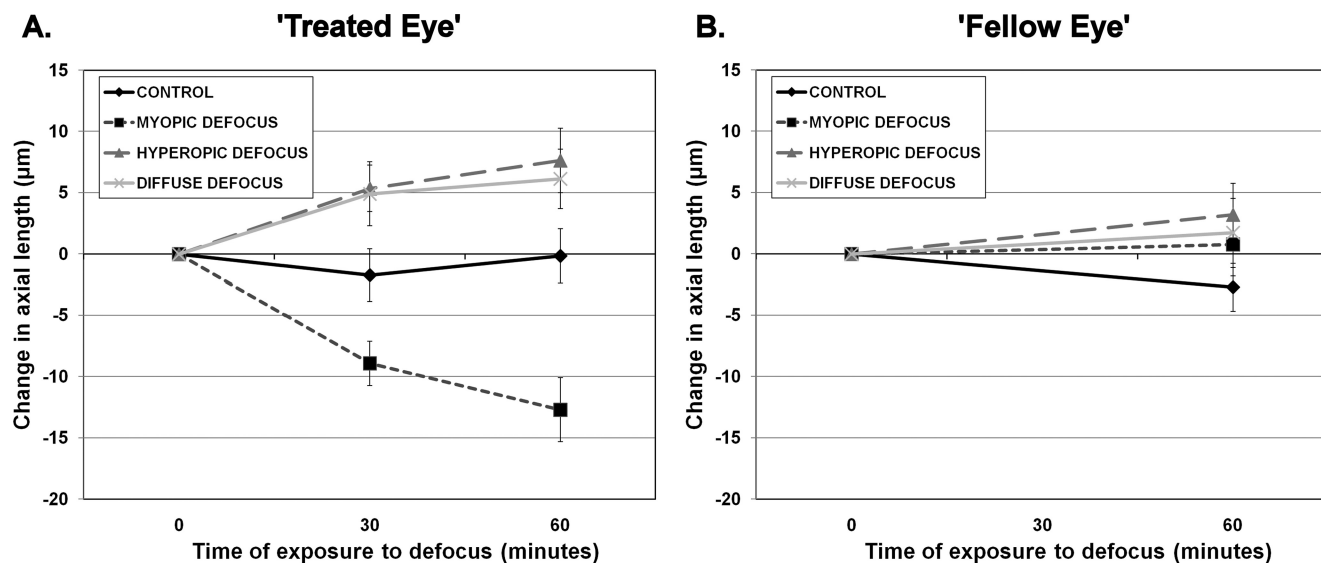 A.
'Treated Eye'
15
10
5
0
-5
-10
-15
-20
Change in axial length (μm)
CONTROL
MYOPIC DEFOCUS
HYPEROPIC DEFOCUS
DIFFUSE DEFOCUS
0
30
60
Time of exposure to defocus (minutes)
B.
'Fellow Eye'
15
10
5
0
-5
-10
-15
-20
Change in axial length (μm)
CONTROL
MYOPIC DEFOCUS
HYPEROPIC DEFOCUS
DIFFUSE DEFOCUS
0
30
60
Time of exposure to defocus (minutes)